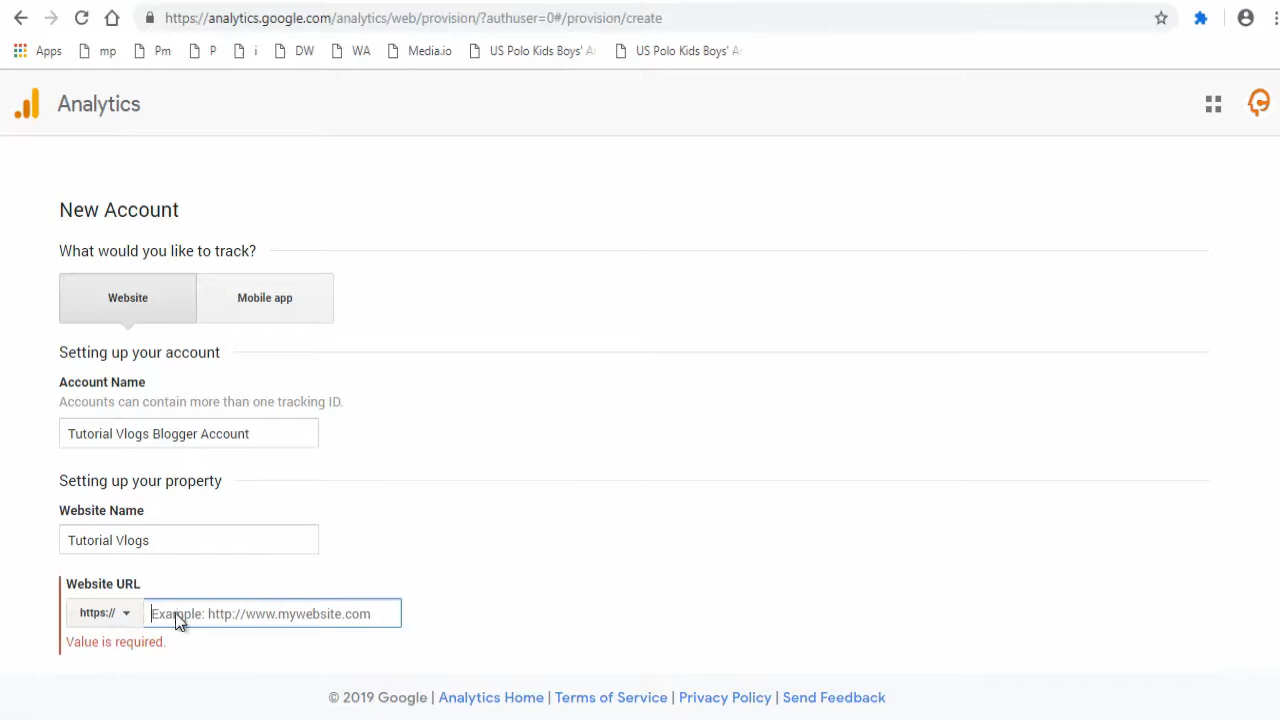 https://analytics.google.com/analytics/web/provision/?authuser=0#/provision/create
Apps mp Pm P i DW WA Media.io US Polo Kids Boys' A US Polo Kids Boys' A
Analytics
New Account
What would you like to track?
Website Mobile app
Setting up your account
Account Name
Accounts can contain more than one tracking ID.
Tutorial Vlogs Blogger Account
Setting up your property
Website Name
Tutorial Vlogs
Website URL
https:// Example: http://www.mywebsite.com
Value is required.
© 2019 Google | Analytics Home | Terms of Service | Privacy Policy | Send Feedback